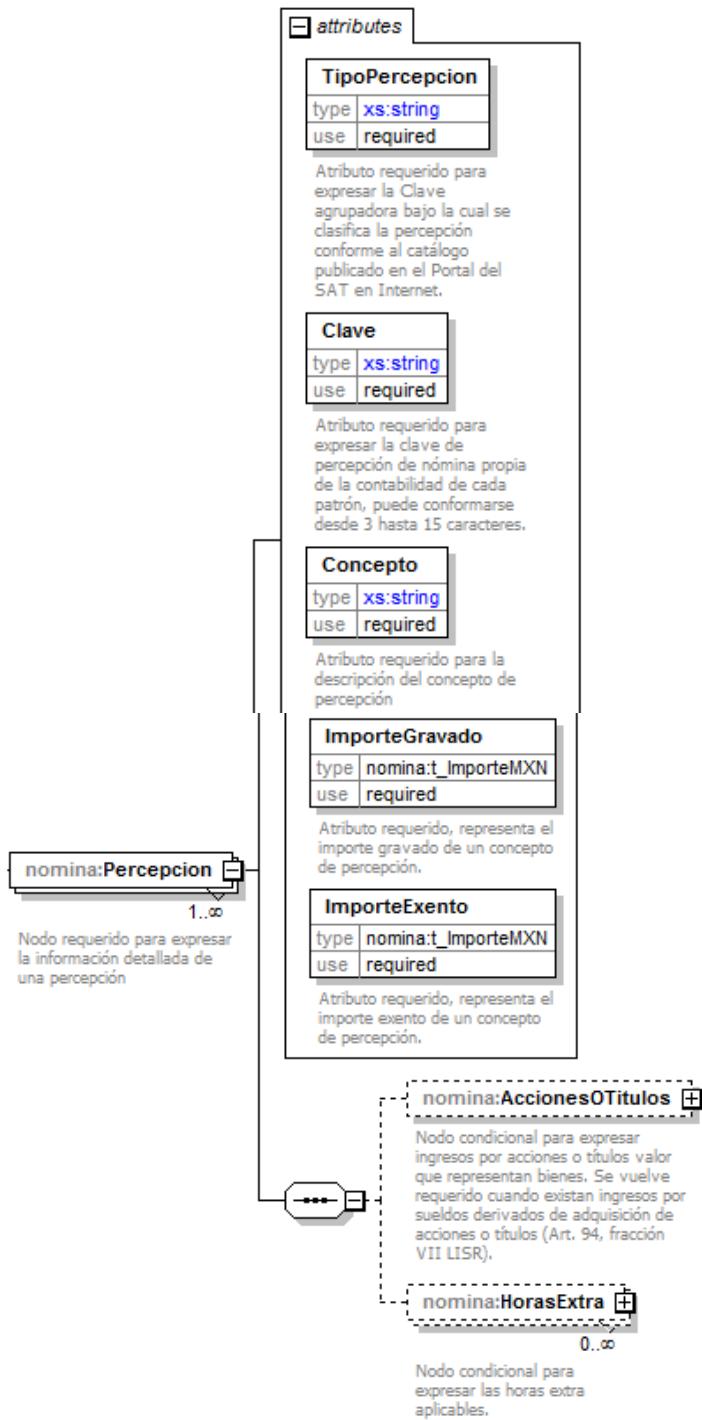 attributes
TipoPercepcion
type xs:string
use required
Atributo requerido para
expresar la Clave
agrupadora bajo la cual se
clasifica la percepción
conforme al catálogo
publicado en el Portal del
SAT en Internet.
Clave
type xs:string
use required
Atributo requerido para
expresar la clave de
percepción de nómina propia
de la contabilidad de cada
patrón, puede conformarse
desde 3 hasta 15 caracteres.
Concepto
type xs:string
use required
Atributo requerido para la
descripción del concepto de
percepción
ImporteGravado
type nomina:t_ImporteMXN
use required
Atributo requerido, representa el
importe gravado de un concepto
de percepción.
nomina:Percepcion
1..∞
Nodo requerido para expresar
la información detallada de
una percepción
ImporteExento
type nomina:t_ImporteMXN
use required
Atributo requerido, representa el
importe exento de un concepto
de percepción.
nomina:AccionesOTitulos
Nodo condicional para expresar
ingresos por acciones o títulos valor
que representan bienes. Se vuelve
requerido cuando existan ingresos por
sueldos derivados de adquisición de
acciones o títulos (Art. 94, fracción
VII LISR).
nomina:HorasExtra
0..∞
Nodo condicional para
expresar las horas extra
aplicables.